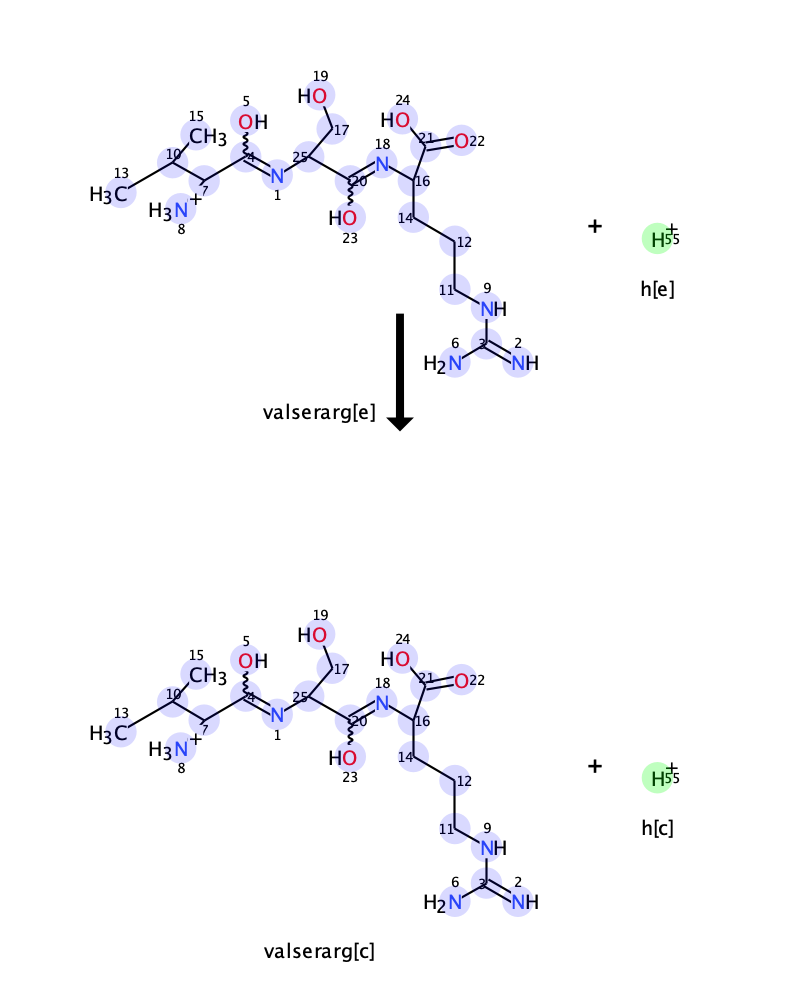 19
HO
24
HO
5
OH
15
CH3
21
O 22
17
18
N
13
10
4
25
20
16
H3C
7
N
1
H3N+
8
HO
23
14
+
H+
55
12
h[e]
11
9
NH
6
3
2
H2N
NH
valserarg[e]
19
HO
24
HO
5
OH
15
CH3
21
O 22
17
18
N
13
10
4
25
20
16
H3C
7
N
1
H3N+
8
HO
23
14
+
H+
55
12
h[c]
11
9
NH
6
3
2
H2N
NH
valserarg[c]